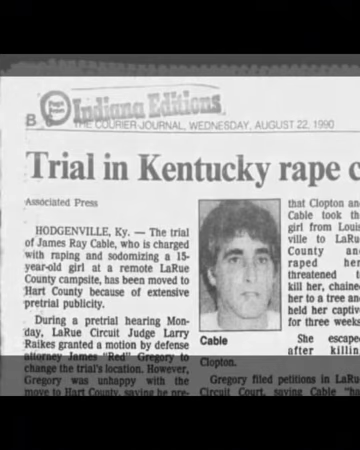 B 6
Indiana Editions
THE COURIER-JOURNAL, WEDNESDAY, AUGUST 22, 1990
Trial in Kentucky rape c
Associated Press
HODGENVILLE, Ky. — The trial
of James Ray Cable, who is charged
with raping and sodomizing a 15-
year-old girl at a remote LaRue
County campsite, has been moved to
Hart County because of extensive
pretrial publicity.
During a pretrial hearing Mon-
day, LaRue Circuit Judge Larry
Raikes granted a motion by defense
attorney James "Red" Gregory to
change the trial's location. However,
Gregory was unhappy with the
move to Hart County, saying he pre-
Cable
that Clopton an
Cable took th
girl from Louis
ville to LaRu
County an
raped her
threatened t
kill her, chaine
her to a tree an
held her captiv
for three weeks
She escape
after killin
Clopton.
Gregory filed petitions in LaRu
Circuit Court, saying Cable "ha